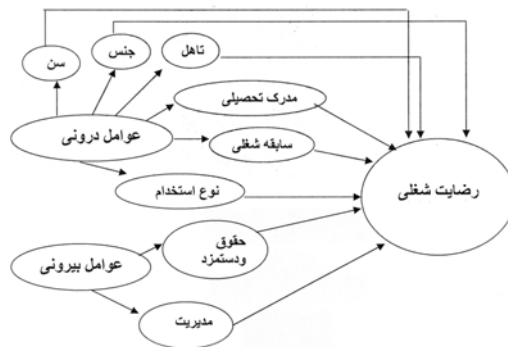 تاهل
جنس
سن
مدرک تحصیلی
عوامل درونی
سابقه شغلی
نوع استخدام
رضایت شغلی
حقوق
ودستمزد
عوامل بیرونی
مدیریت